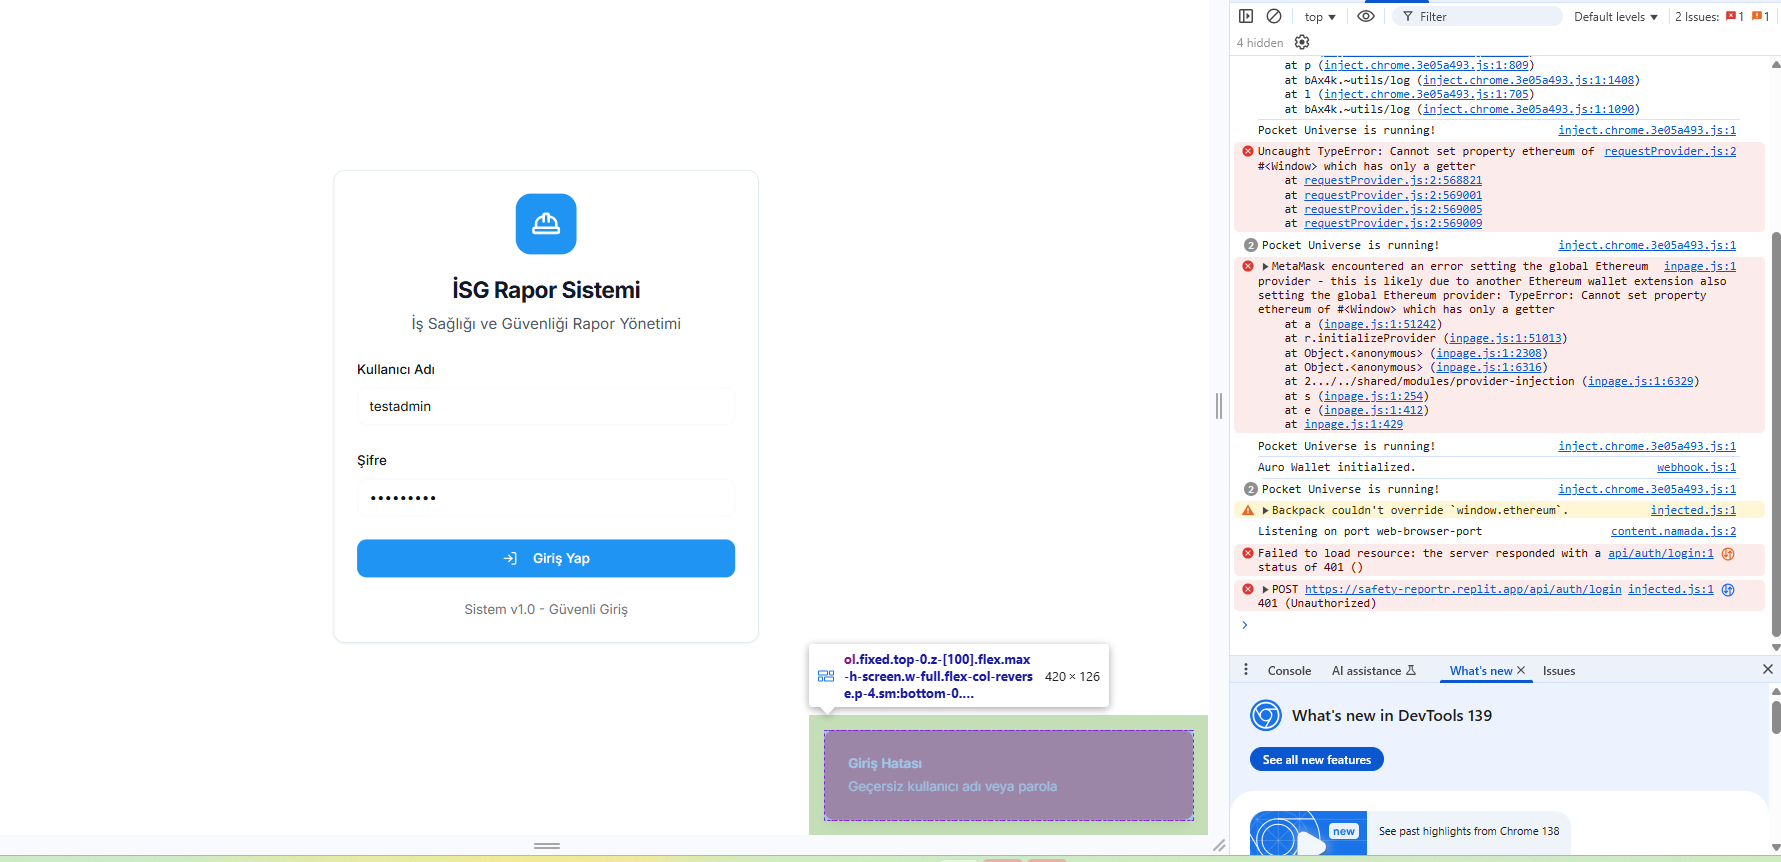 İSG Rapor Sistemi
İş Sağlığı ve Güvenliği Rapor Yönetimi
Kullanıcı Adı
testadmin
Şifre
•••••••••
Giriş Yap
Sistem v1.0 - Güvenli Giriş
ol.fixed.top-0.z-[100].flex.max
-h-screen.w-full.flex-col-rever
se.p-4.sm:bottom-0....
420 × 126
Giriş Hatası
Geçersiz kullanıcı adı veya parola
top Filter Default levels 2 Issues: 1 1
4 hidden
at p (inject.chrome.3e05a493.js:1:809)
at bAx4k.~utils/log (inject.chrome.3e05a493.js:1:1408)
at l (inject.chrome.3e05a493.js:1:705)
at bAx4k.~utils/log (inject.chrome.3e05a493.js:1:1090)
Pocket Universe is running! inject.chrome.3e05a493.js:1
Uncaught TypeError: Cannot set property ethereum of requestProvider.js:2
#<Window> which has only a getter
at requestProvider.js:2:568821
at requestProvider.js:2:569001
at requestProvider.js:2:569005
at requestProvider.js:2:569009
2 Pocket Universe is running! inject.chrome.3e05a493.js:1
MetaMask encountered an error setting the global Ethereum inpage.js:1
provider - this is likely due to another Ethereum wallet extension also
setting the global Ethereum provider: TypeError: Cannot set property
ethereum of #<Window> which has only a getter
at a (inpage.js:1:51242)
at r.initializeProvider (inpage.js:1:51013)
at Object.<anonymous> (inpage.js:1:2308)
at Object.<anonymous> (inpage.js:1:6316)
at 2.../../shared/modules/provider-injection (inpage.js:1:6329)
at s (inpage.js:1:254)
at e (inpage.js:1:412)
at inpage.js:1:429
Pocket Universe is running! inject.chrome.3e05a493.js:1
Auro Wallet initialized. webhook.js:1
2 Pocket Universe is running! inject.chrome.3e05a493.js:1
Backpack couldn't override `window.ethereum`. injected.js:1
Listening on port web-browser-port content.namada.js:2
Failed to load resource: the server responded with a api/auth/login:1
status of 401 ()
POST https://safety-reportr.replit.app/api/auth/login injected.js:1
401 (Unauthorized)
Console AI assistance What's new Issues
What's new in DevTools 139
See all new features
new
See past highlights from Chrome 138